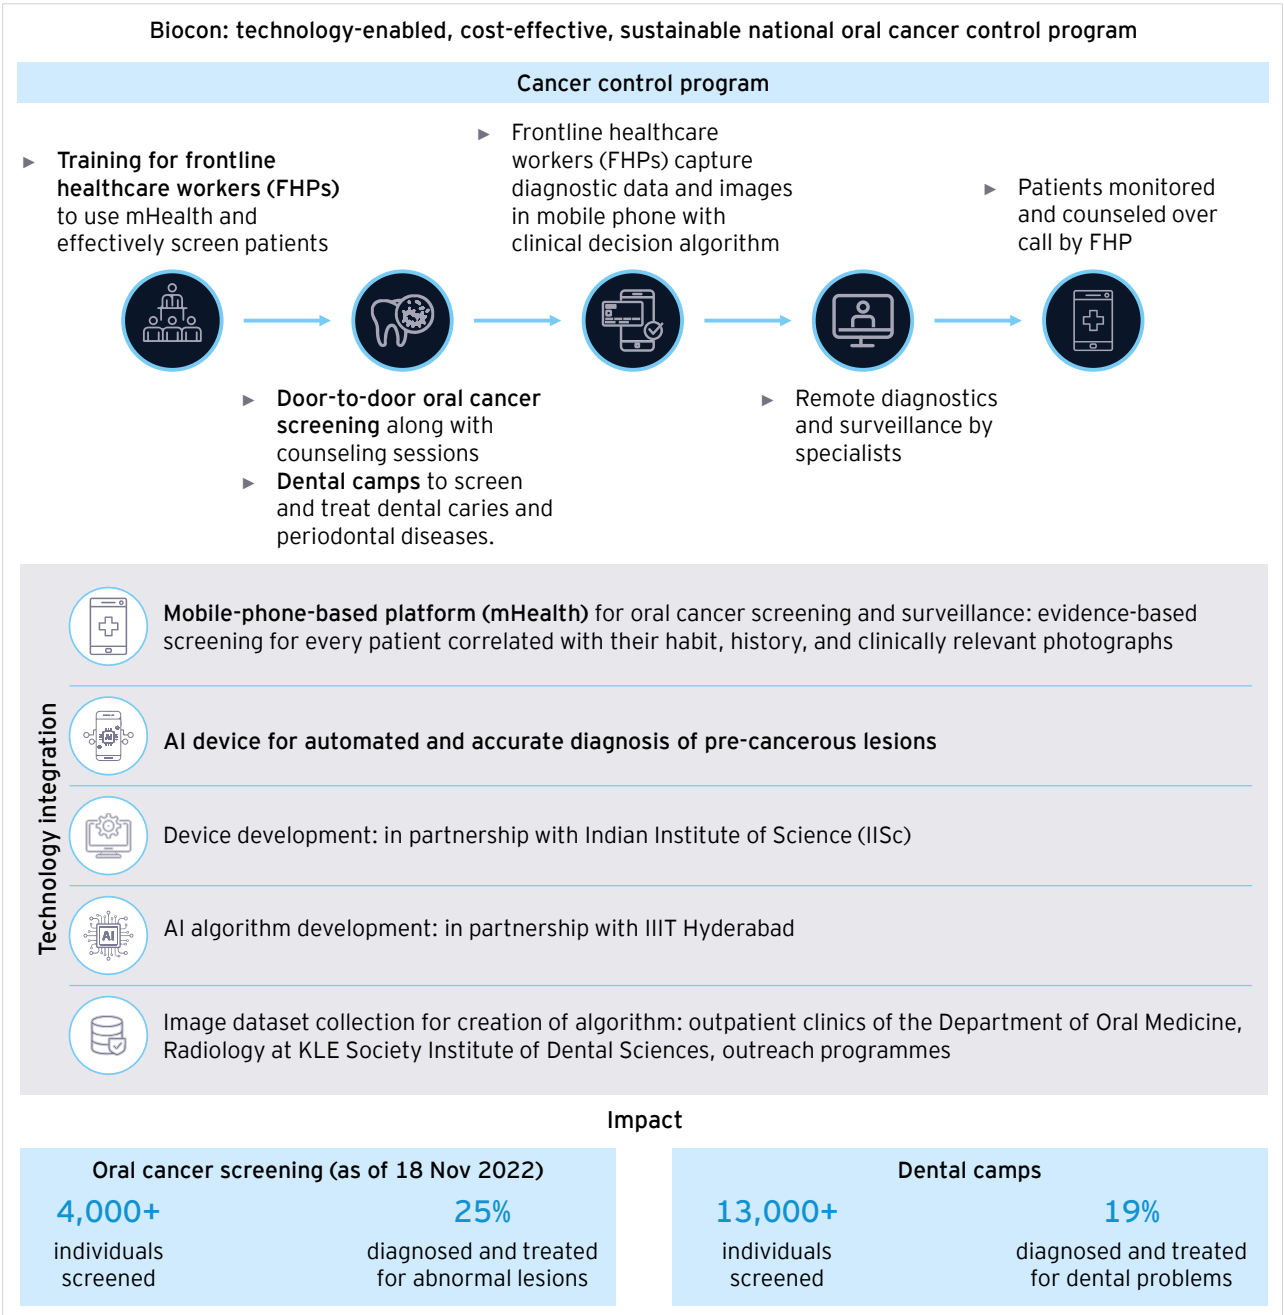 Biocon: technology-enabled, cost-effective, sustainable national oral cancer control program
Cancer control program
► Training for frontline
healthcare workers (FHPs)
to use mHealth and
effectively screen patients
► Door-to-door oral cancer
screening along with
counseling sessions
► Dental camps to screen
and treat dental caries and
periodontal diseases.
► Frontline healthcare
workers (FHPs) capture
diagnostic data and images
in mobile phone with
clinical decision algorithm
► Remote diagnostics
and surveillance by
specialists
► Patients monitored
and counseled over
call by FHP
Technology integration
Mobile-phone-based platform (mHealth) for oral cancer screening and surveillance: evidence-based
screening for every patient correlated with their habit, history, and clinically relevant photographs
AI
AI device for automated and accurate diagnosis of pre-cancerous lesions
Device development: in partnership with Indian Institute of Science (IISc)
AI
AI algorithm development: in partnership with IIIT Hyderabad
Image dataset collection for creation of algorithm: outpatient clinics of the Department of Oral Medicine,
Radiology at KLE Society Institute of Dental Sciences, outreach programmes
Impact
Oral cancer screening (as of 18 Nov 2022)
4,000+
individuals
screened
25%
diagnosed and treated
for abnormal lesions
Dental camps
13,000+
individuals
screened
19%
diagnosed and treated
for dental problems